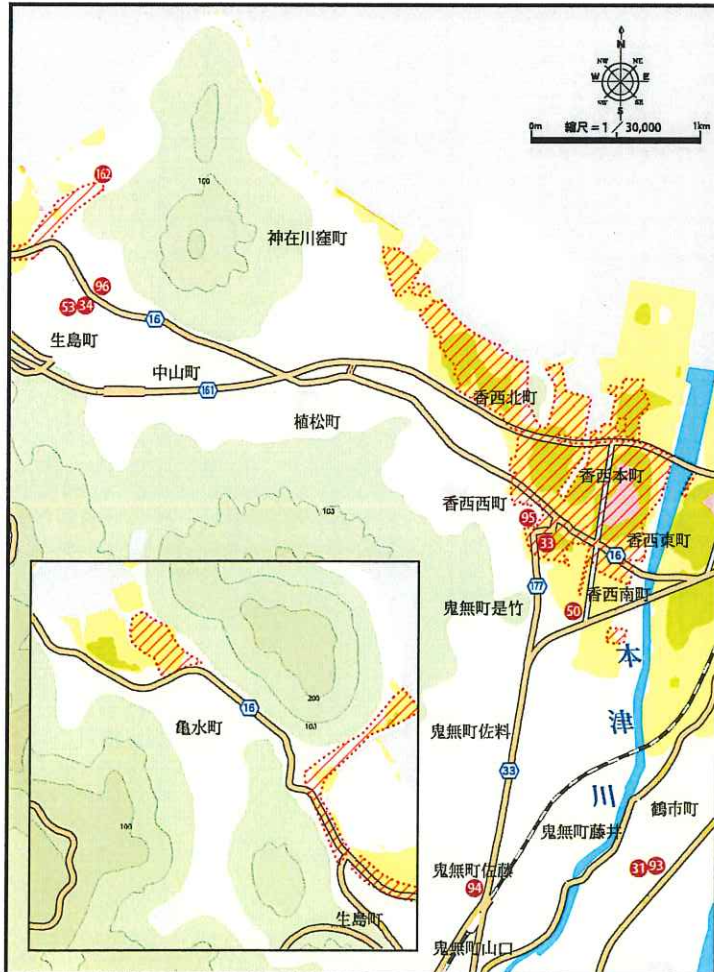 N
NW NE
W E
SW SE
S
0m 縮尺=1/30,000 1km
162
100
神在川窪町
96
53 34
16
生島町
中山町
161
植松町
香西北町
香西本町
103
香西西町
95
33
香西東町
16
177
香西南町
鬼無町是竹
50
本津川
200
103
16
亀水町
鬼無町佐料
33
鶴市町
鬼無町藤井
100
31 93
鬼無町佐藤
94
生島町
鬼無町山口